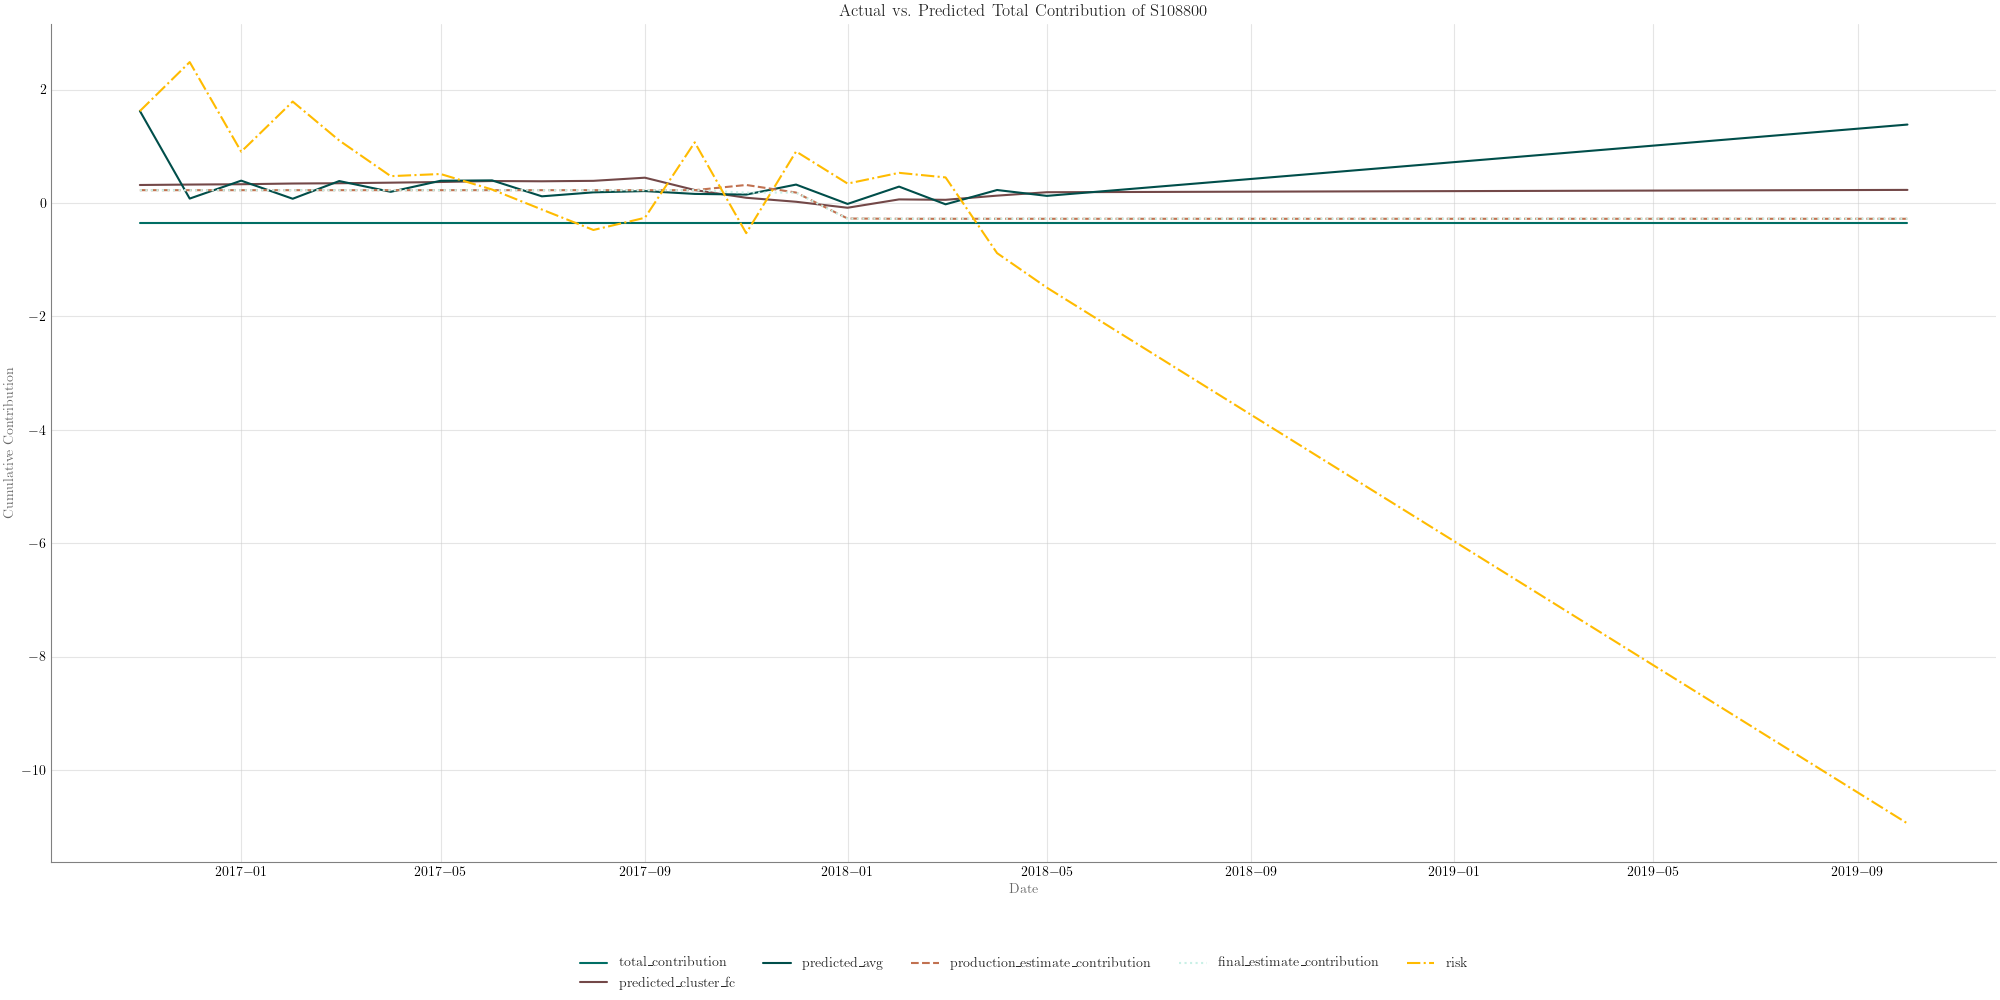 Actual vs. Predicted Total Contribution of S108800
Cumulative Contribution
2
0
−2
−4
−6
−8
−10
2017−01 2017−05 2017−09 2018−01 2018−05 2018−09 2019−01 2019−05 2019−09
Date
total_contribution predicted_avg production_estimate_contribution final_estimate_contribution risk
predicted_cluster_fc